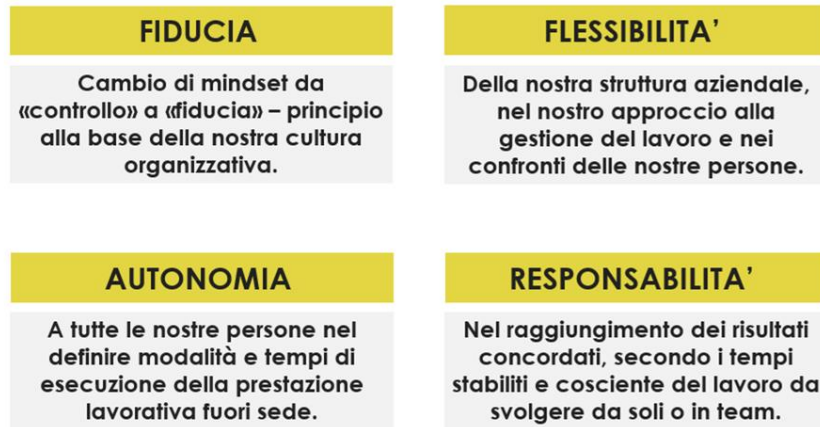 FIDUCIA
Cambio di mindset da
«controllo» a «fiducia» – principio
alla base della nostra cultura
organizzativa.
FLESSIBILITA’
Della nostra struttura aziendale,
nel nostro approccio alla
gestione del lavoro e nei
confronti delle nostre persone.
AUTONOMIA
A tutte le nostre persone nel
definire modalità e tempi di
esecuzione della prestazione
lavorativa fuori sede.
RESPONSABILITA’
Nel raggiungimento dei risultati
concordati, secondo i tempi
stabiliti e cosciente del lavoro da
svolgere da soli o in team.